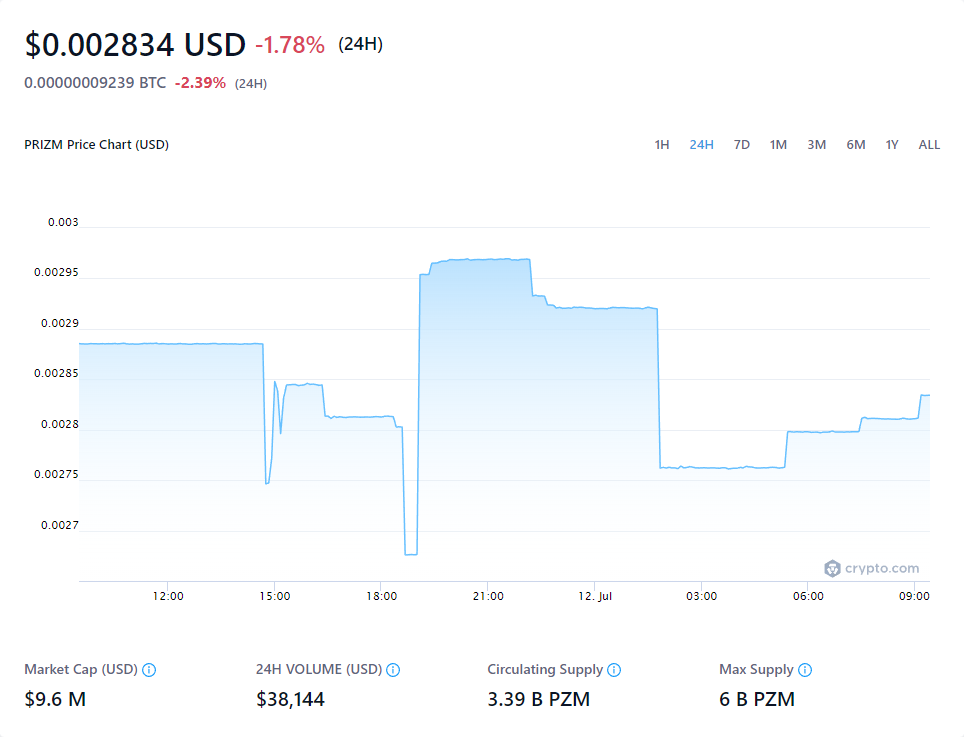 $0.002834 USD -1.78% (24H)
0.00000009239 BTC -2.39% (24H)
PRIZM Price Chart (USD) 1H 24H 7D 1M 3M 6M 1Y ALL
0.003
0.00295
0.0029
0.00285
0.0028
0.00275
0.0027
crypto.com
12:00 15:00 18:00 21:00 12. Jul 03:00 06:00 09:00
Market Cap (USD) 24H VOLUME (USD) Circulating Supply Max Supply
$9.6 M $38,144 3.39 B PZM 6 B PZM